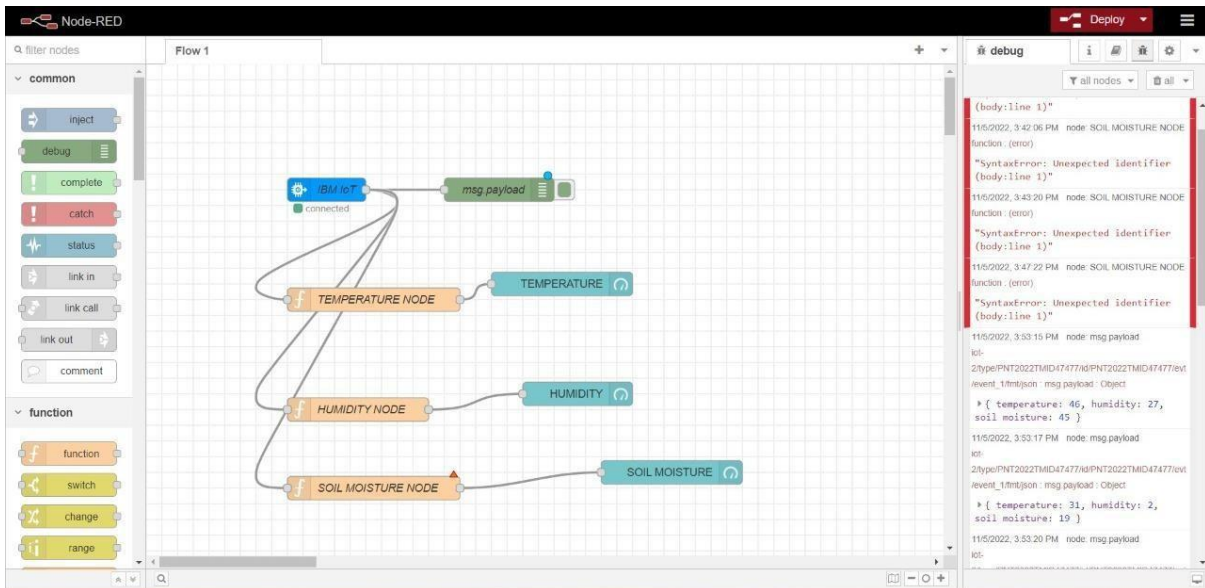 Node-RED
Deploy
filter nodes
common
inject
debug
complete
catch
status
link in
link call
link out
comment
function
function
switch
change
range
Flow 1
IBM IoT
connected
msg.payload
TEMPERATURE NODE
TEMPERATURE
HUMIDITY NODE
HUMIDITY
SOIL MOISTURE NODE
SOIL MOISTURE
debug
i
all nodes
all
(body:line 1)"
11/5/2022, 3:42:06 PM node: SOIL MOISTURE NODE
function : (error)
"SyntaxError: Unexpected identifier
(body:line 1)"
11/5/2022, 3:43:20 PM node: SOIL MOISTURE NODE
function : (error)
"SyntaxError: Unexpected identifier
(body:line 1)"
11/5/2022, 3:47:22 PM node: SOIL MOISTURE NODE
function : (error)
"SyntaxError: Unexpected identifier
(body:line 1)"
11/5/2022, 3:53:15 PM node: msg.payload
iot-
2/type/PNT2022TMID47477/id/PNT2022TMID47477/evt
/event_1/fmt/json : msg.payload : Object
{ temperature: 46, humidity: 27,
soil moisture: 45 }
11/5/2022, 3:53:17 PM node: msg.payload
iot-
2/type/PNT2022TMID47477/id/PNT2022TMID47477/evt
/event_1/fmt/json : msg.payload : Object
{ temperature: 31, humidity: 2,
soil moisture: 19 }
11/5/2022, 3:53:20 PM node: msg.payload
iot-